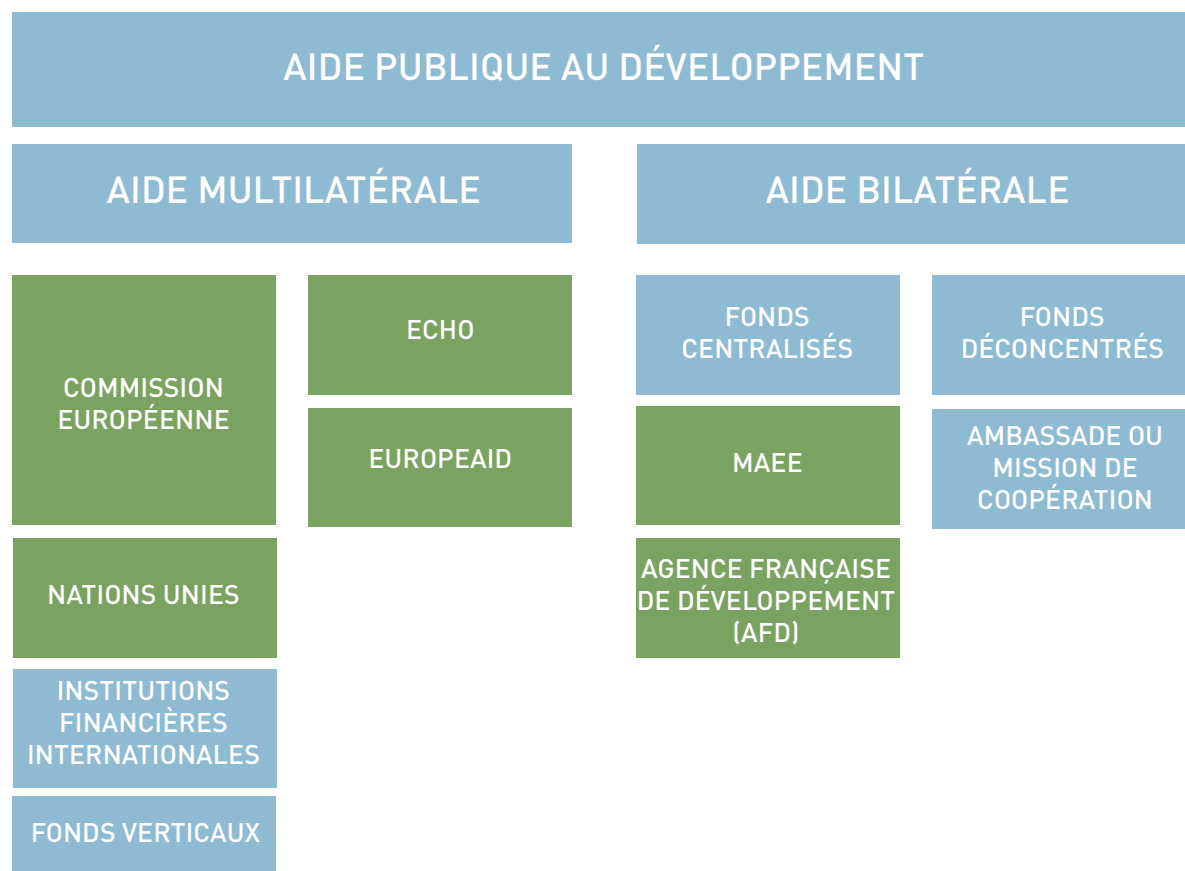 AIDE PUBLIQUE AU DÉVELOPPEMENT
AIDE MULTILATÉRALE
AIDE BILATÉRALE
COMMISSION
EUROPÉENNE
ECHO
EUROPEAID
NATIONS UNIES
INSTITUTIONS
FINANCIÈRES
INTERNATIONALES
FONDS VERTICAUX
FONDS
CENTRALISÉS
MAEE
AGENCE FRANÇAISE
DE DÉVELOPPEMENT
(AFD)
FONDS
DÉCONCENTRÉS
AMBASSADE OU
MISSION DE
COOPÉRATION